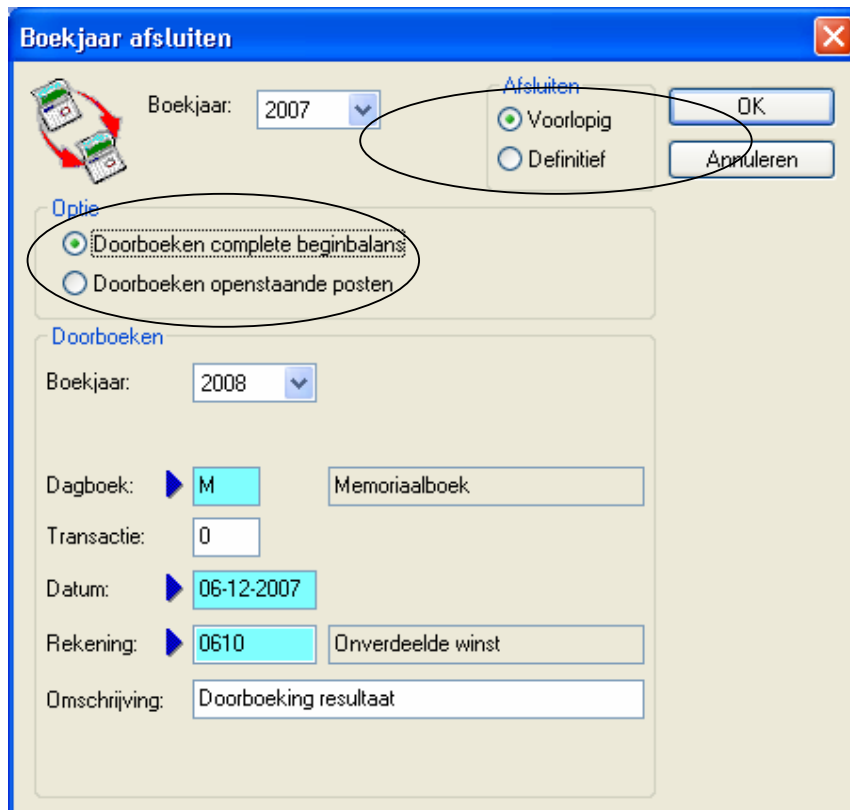 Boekjaar afsluiten
Boekjaar: 2007
Afsluiten
Voorlopig
Definitief
OK
Annuleren
Optie
Doorboeken complete beginbalans
Doorboeken openstaande posten
Doorboeken
Boekjaar: 2008
Dagboek: M Memoriaalboek
Transactie: 0
Datum: 06-12-2007
Rekening: 0610 Onverdeelde winst
Omschrijving: Doorboeking resultaat